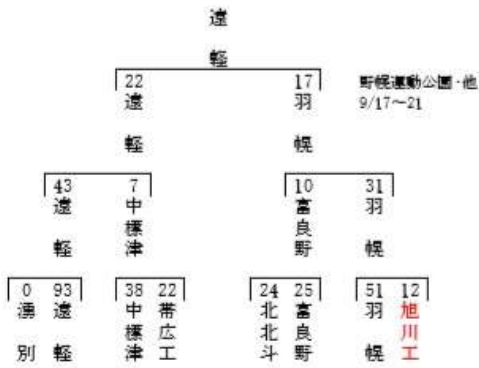 遠軽
22 17
遠軽 羽幌
野幌運動公園・他
9/17~21
43 7 10 31
遠軽 中標津 富良野 羽幌
0 93 38 22 24 25 51 12
湧別 遠軽 中標津 帯広工 北北斗 富良野 羽幌 旭川工